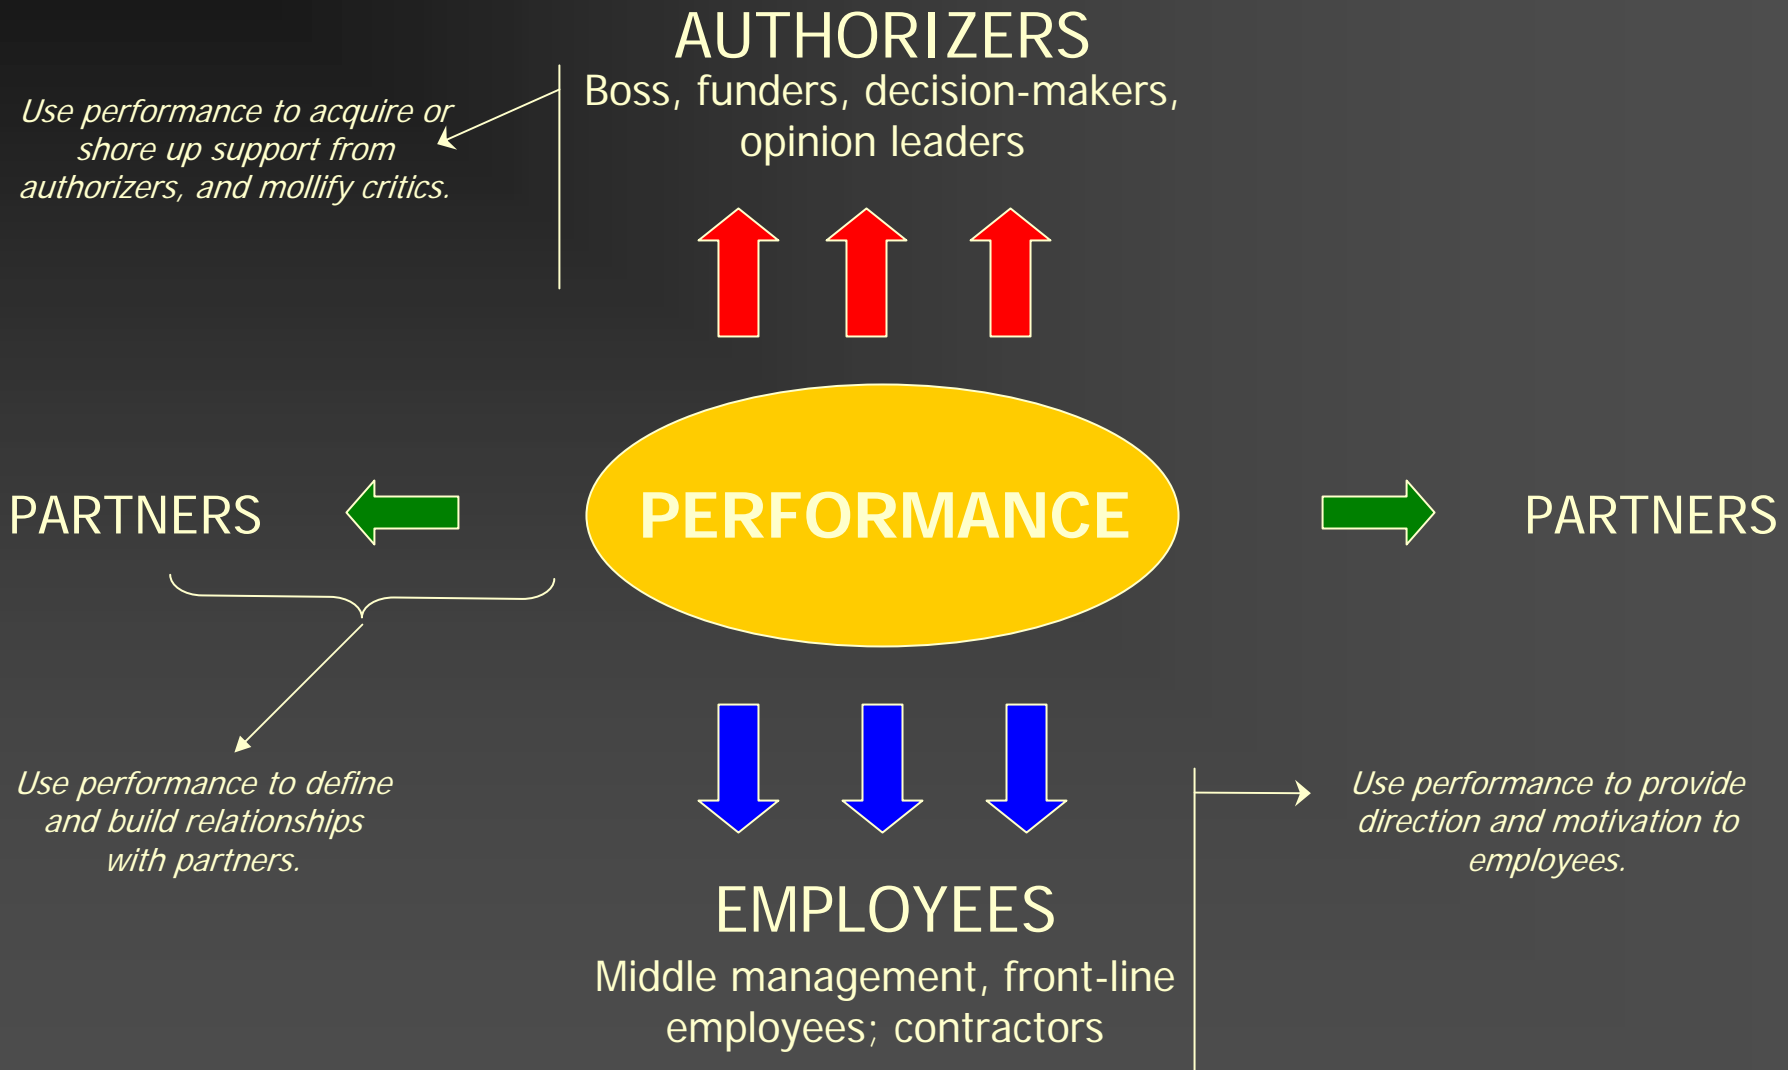 AUTHORIZERS
Boss, funders, decision-makers,
opinion leaders
Use performance to acquire or
shore up support from
authorizers, and mollify critics.
PARTNERS
PERFORMANCE
PARTNERS
Use performance to define
and build relationships
with partners.
Use performance to provide
direction and motivation to
employees.
EMPLOYEES
Middle management, front-line
employees; contractors